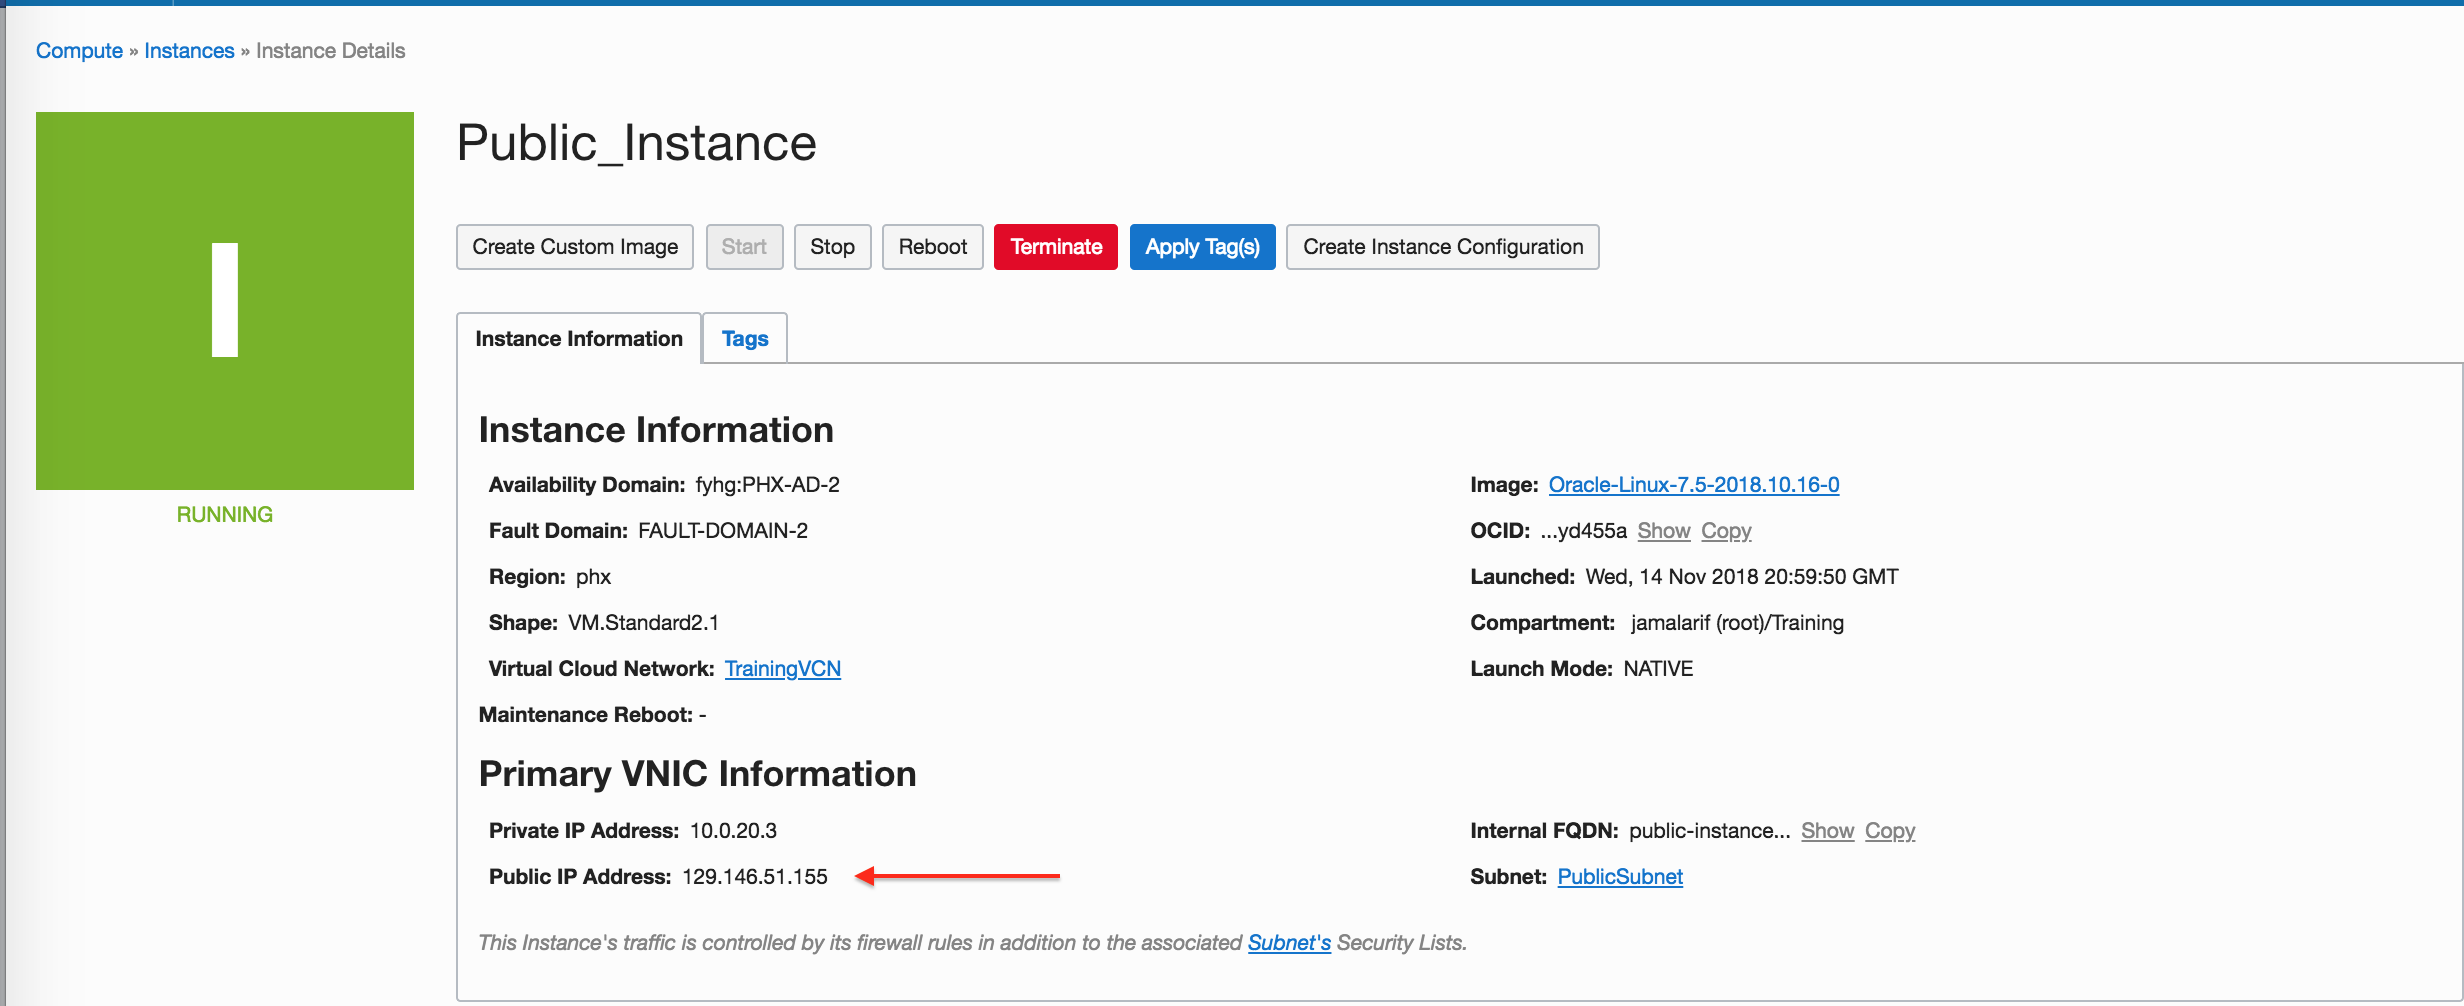 Compute » Instances » Instance Details
I
RUNNING
Public_Instance
Create Custom Image Start Stop Reboot Terminate Apply Tag(s) Create Instance Configuration
Instance Information Tags
Instance Information
Availability Domain: fyhg:PHX-AD-2
Fault Domain: FAULT-DOMAIN-2
Region: phx
Shape: VM.Standard2.1
Virtual Cloud Network: TrainingVCN
Maintenance Reboot: -
Image: Oracle-Linux-7.5-2018.10.16-0
OCID: ...yd455a Show Copy
Launched: Wed, 14 Nov 2018 20:59:50 GMT
Compartment: jamalarif (root)/Training
Launch Mode: NATIVE
Primary VNIC Information
Private IP Address: 10.0.20.3
Public IP Address: 129.146.51.155
Internal FQDN: public-instance... Show Copy
Subnet: PublicSubnet
This Instance's traffic is controlled by its firewall rules in addition to the associated Subnet's Security Lists.